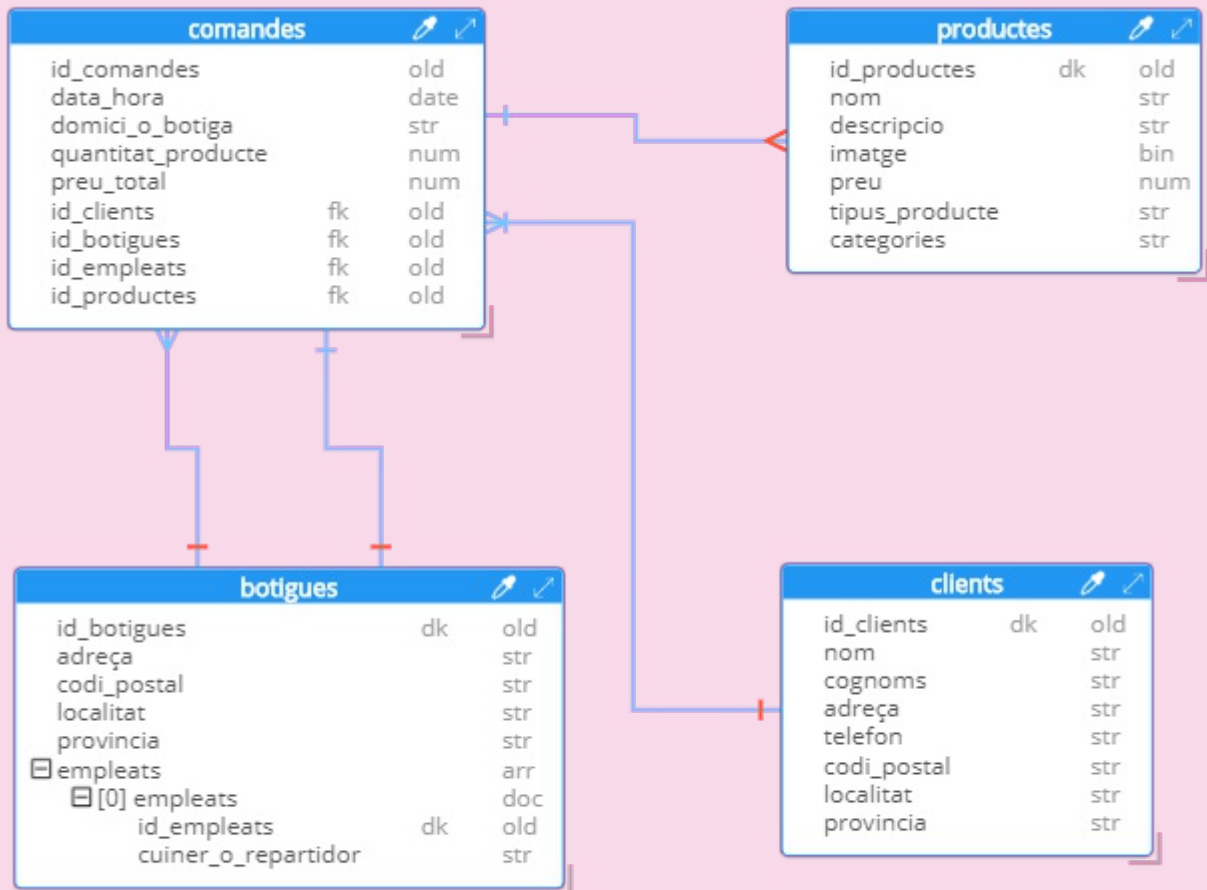 comandes
id_comandes old
data_hora date
domici_o_botiga str
quantitat_producte num
preu_total num
id_clients fk old
id_botigues fk old
id_empleats fk old
id_productes fk old
productes
id_productes dk old
nom str
descripcio str
imatge bin
preu num
tipus_producte str
categories str
botigues
id_botigues dk old
adreça str
codi_postal str
localitat str
provincia str
empleats arr
[0] empleats doc
id_empleats dk old
cuiner_o_repartidor str
clients
id_clients dk old
nom str
cognoms str
adreça str
telefon str
codi_postal str
localitat str
provincia str